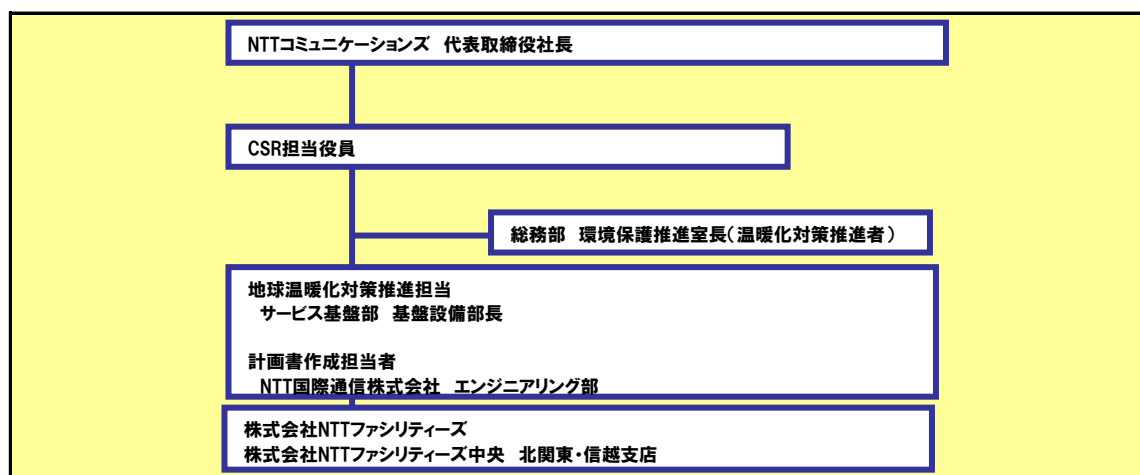 NTTコミュニケーションズ 代表取締役社長
CSR担当役員
総務部 環境保護推進室長(温暖化対策推進者)
地球温暖化対策推進担当
サービス基盤部 基盤設備部長
計画書作成担当者
NTT国際通信株式会社 エンジニアリング部
株式会社NTTファシリティーズ
株式会社NTTファシリティーズ中央 北関東・信越支店